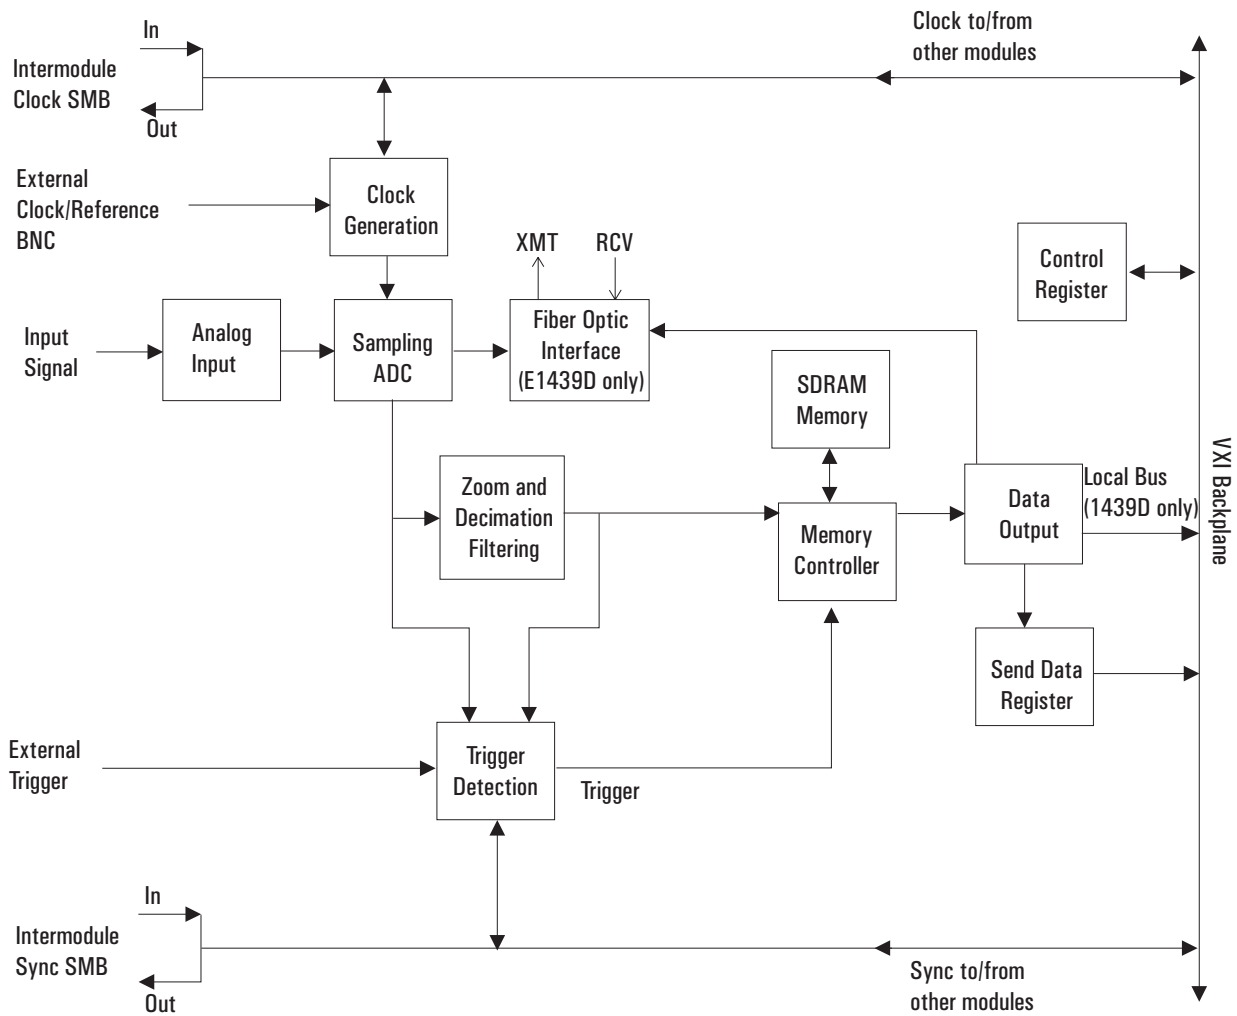 In
Intermodule
Clock SMB
Out
Clock to/from
other modules
External
Clock/Reference
BNC
Clock
Generation
XMT
RCV
Control
Register
Input
Signal
Analog
Input
Sampling
ADC
Fiber Optic
Interface
(E1439D only)
SDRAM
Memory
Zoom and
Decimation
Filtering
Memory
Controller
Data
Output
Local Bus
(1439D only)
VXI Backplane
Send Data
Register
External
Trigger
Trigger
Detection
Trigger
In
Intermodule
Sync SMB
Out
Sync to/from
other modules